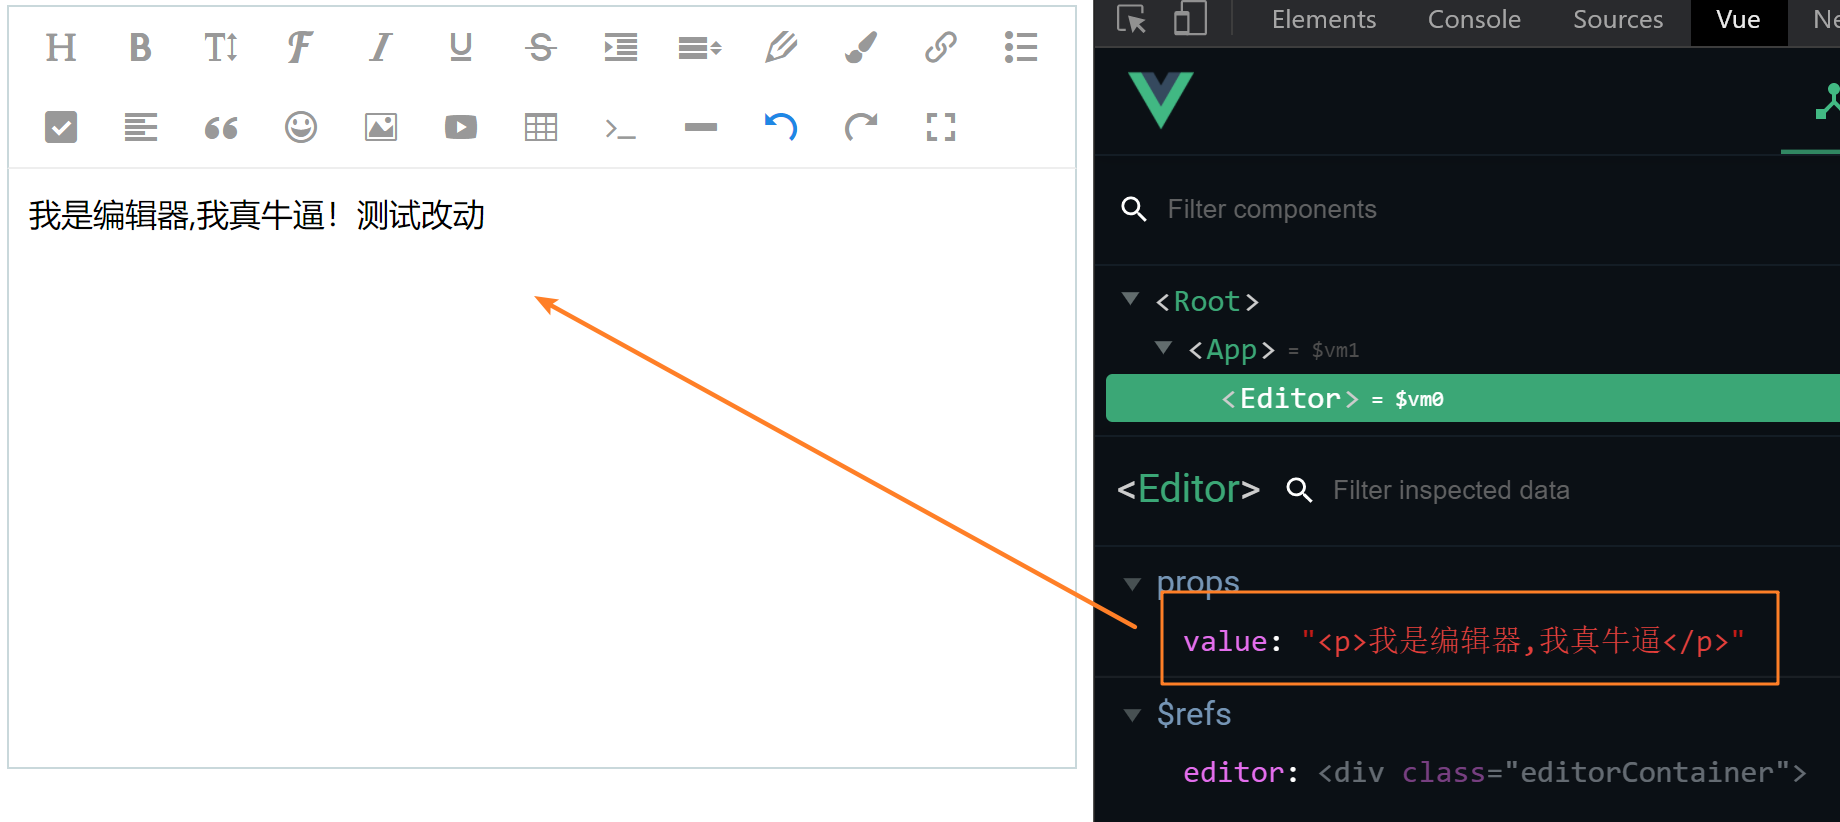 我是编辑器,我真牛逼！测试改动
Elements Console Sources Vue Ne
Filter components
<Root>
<App> = $vm1
<Editor> = $vm0
<Editor> Filter inspected data
props
value: "<p>我是编辑器,我真牛逼</p>"
$refs
editor: <div class="editorContainer">